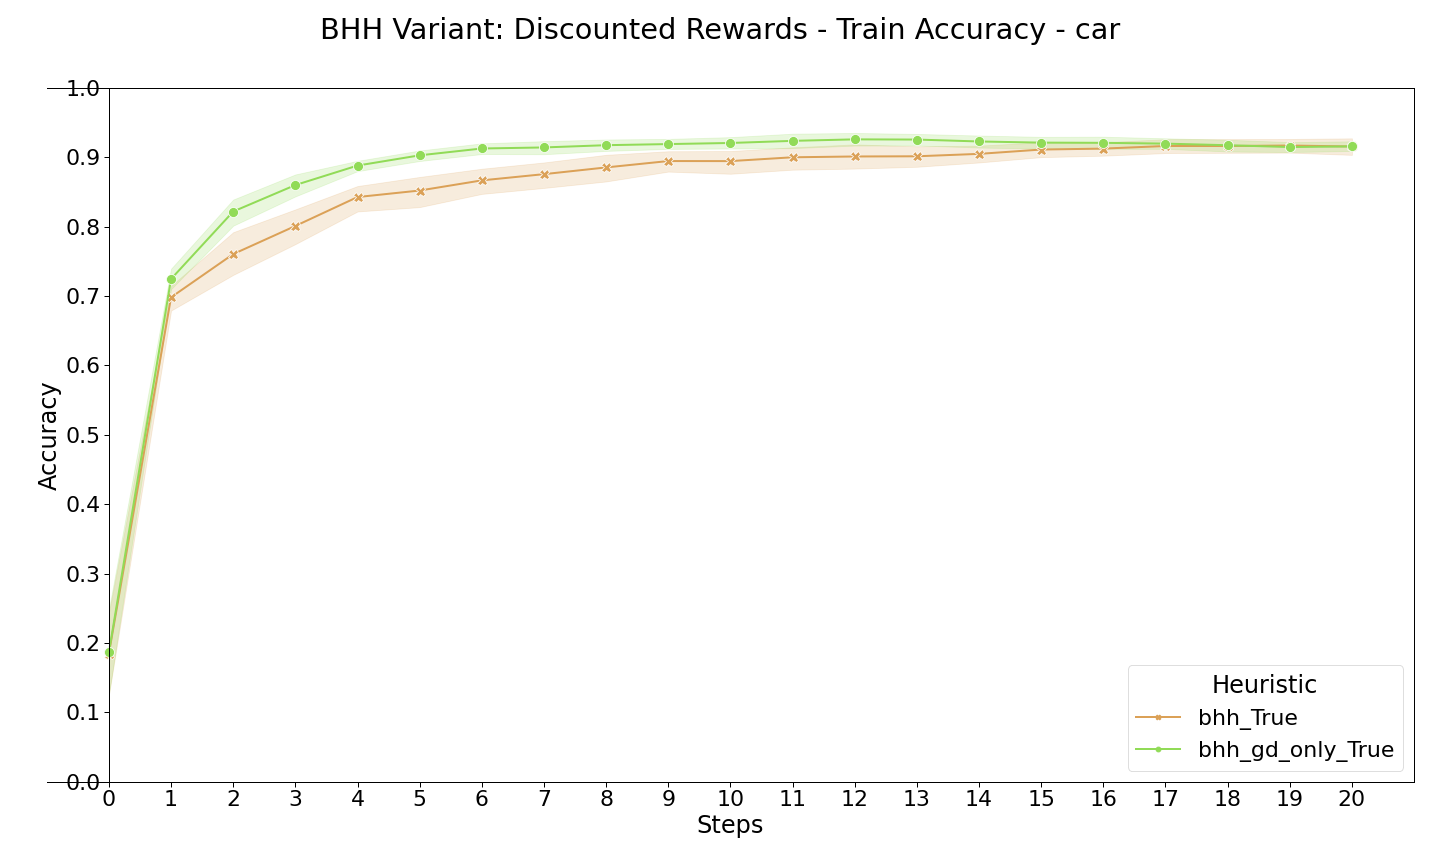 BHH Variant: Discounted Rewards - Train Accuracy - car
1.0
0.9
0.8
0.7
0.6
0.5
0.4
0.3
0.2
0.1
0.0
Accuracy
Heuristic
bhh_True
bhh_gd_only_True
0 1 2 3 4 5 6 7 8 9 10 11 12 13 14 15 16 17 18 19 20
Steps